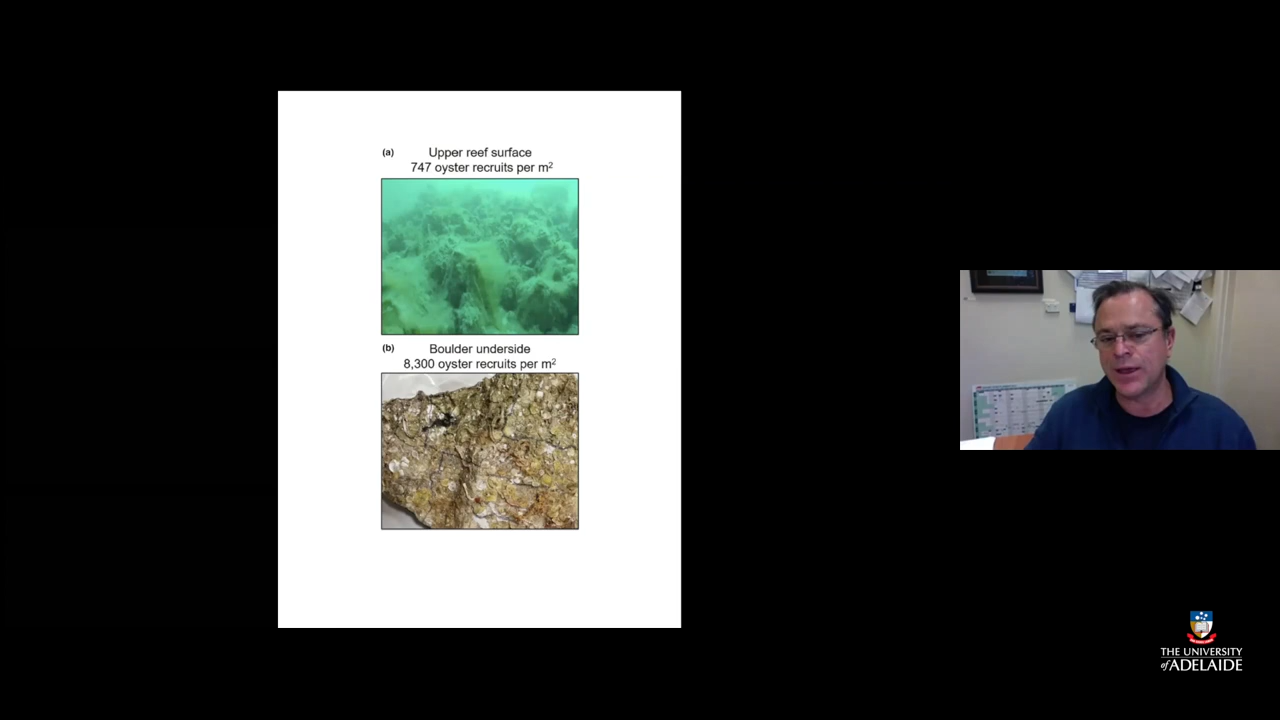 (a) Upper reef surface
747 oyster recruits per m²
(b) Boulder underside
8,300 oyster recruits per m²
THE UNIVERSITY
of ADELAIDE